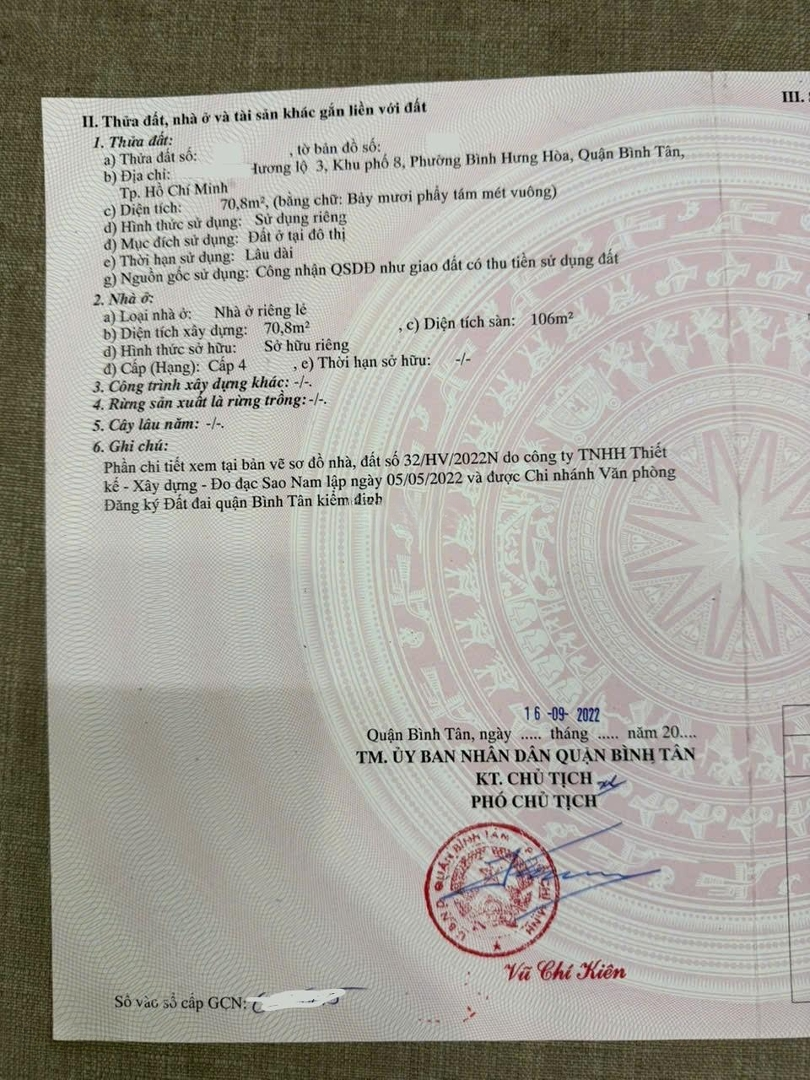 II. Thửa đất, nhà ở và tài sản khác gắn liền với đất
III.
1. Thửa đất:
a) Thửa đất số: , tờ bản đồ số:
b) Địa chỉ: Hương lộ 3, Khu phố 8, Phường Bình Hưng Hòa, Quận Bình Tân,
Tp. Hồ Chí Minh
c) Diện tích: 70,8m², (bằng chữ: Bảy mươi phẩy tám mét vuông)
d) Hình thức sử dụng: Sử dụng riêng
đ) Mục đích sử dụng: Đất ở tại đô thị
e) Thời hạn sử dụng: Lâu dài
g) Nguồn gốc sử dụng: Công nhận QSDĐ như giao đất có thu tiền sử dụng đất
2. Nhà ở:
a) Loại nhà ở: Nhà ở riêng lẻ
b) Diện tích xây dựng: 70,8m² , c) Diện tích sàn: 106m²
d) Hình thức sở hữu: Sở hữu riêng
đ) Cấp (Hạng): Cấp 4 , e) Thời hạn sở hữu: -/-
3. Công trình xây dựng khác: -/-.
4. Rừng sản xuất là rừng trồng: -/-.
5. Cây lâu năm: -/-.
6. Ghi chú:
Phần chi tiết xem tại bản vẽ sơ đồ nhà, đất số 32/HV/2022N do công ty TNHH Thiết
kế - Xây dựng - Đo đạc Sao Nam lập ngày 05/05/2022 và được Chi nhánh Văn phòng
Đăng ký Đất đai quận Bình Tân kiểm định
16 -09- 2022
Quận Bình Tân, ngày ..... tháng ..... năm 20....
TM. ỦY BAN NHÂN DÂN QUẬN BÌNH TÂN
KT. CHỦ TỊCH
PHÓ CHỦ TỊCH
U.B.N.D QUẬN BÌNH TÂN
Vũ Chí Kiên
Số vào sổ cấp GCN: